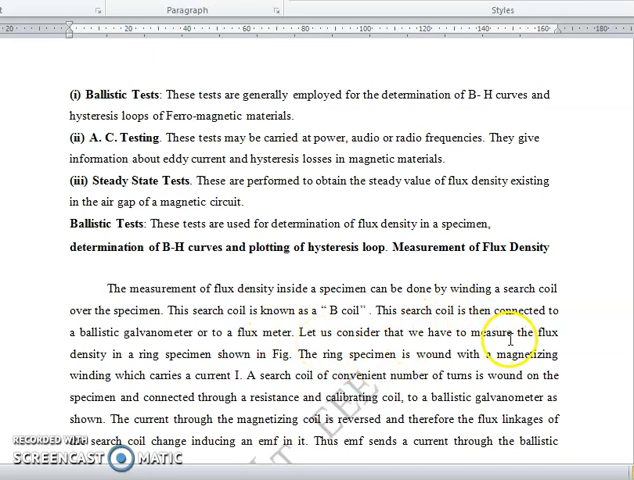 Paragraph
Styles
20
20
40
60
80
100
120
140
160
180
(i) Ballistic Tests: These tests are generally employed for the determination of B- H curves and
hysteresis loops of Ferro-magnetic materials.
(ii) A. C. Testing. These tests may be carried at power, audio or radio frequencies. They give
information about eddy current and hysteresis losses in magnetic materials.
(iii) Steady State Tests. These are performed to obtain the steady value of flux density existing
in the air gap of a magnetic circuit.
Ballistic Tests: These tests are used for determination of flux density in a specimen,
determination of B-H curves and plotting of hysteresis loop. Measurement of Flux Density
The measurement of flux density inside a specimen can be done by winding a search coil
over the specimen. This search coil is known as a “ B coil” . This search coil is then connected to
a ballistic galvanometer or to a flux meter. Let us consider that we have to measure the flux
density in a ring specimen shown in Fig. The ring specimen is wound with a magnetizing
winding which carries a current I. A search coil of convenient number of turns is wound on the
specimen and connected through a resistance and calibrating coil, to a ballistic galvanometer as
shown. The current through the magnetizing coil is reversed and therefore the flux linkages of
search coil change inducing an emf in it. Thus emf sends a current through the ballistic
EEE
RECORDED WITH
SCREENCAST MATIC